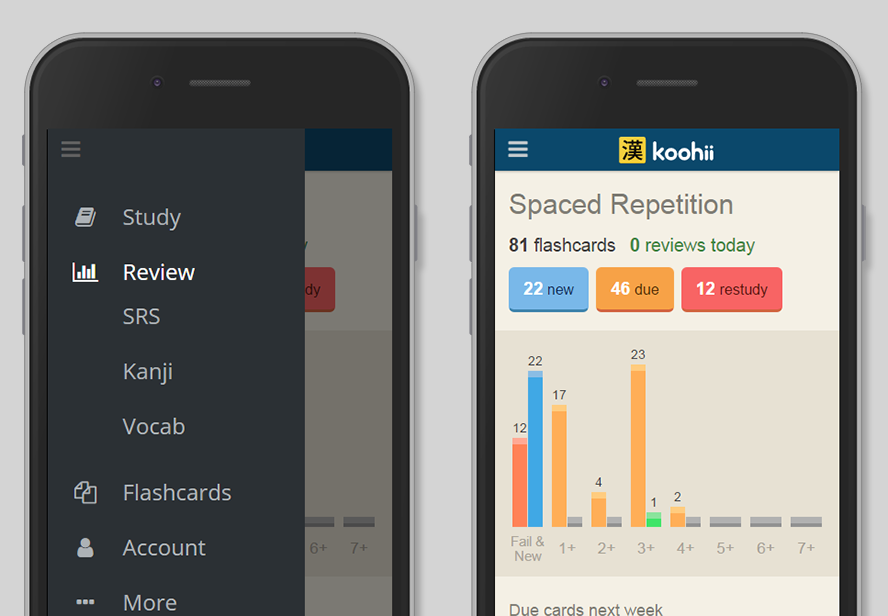 Study
Review
SRS
Kanji
Vocab
Flashcards
Account
More
dy
6+ 7+
漢 koohii
Spaced Repetition
81 flashcards 0 reviews today
22 new 46 due 12 restudy
12 22 17 4 23 1 2
Fail & New 1+ 2+ 3+ 4+ 5+ 6+ 7+
Due cards next week